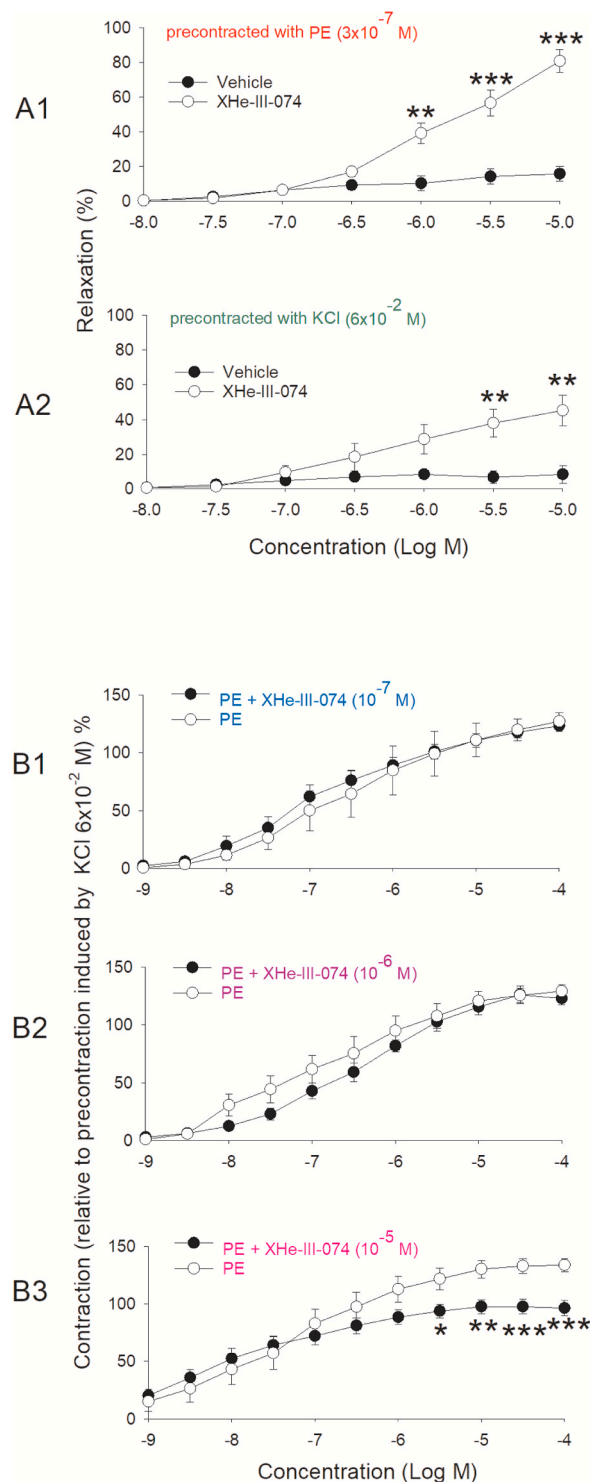 A1
precontracted with PE (3x10-7 M)
Vehicle
XHe-III-074
** *** ***
100
80
60
40
20
0
-8.0 -7.5 -7.0 -6.5 -6.0 -5.5 -5.0
Relaxation (%)
A2
precontracted with KCl (6x10-2 M)
Vehicle
XHe-III-074
** **
100
80
60
40
20
0
-8.0 -7.5 -7.0 -6.5 -6.0 -5.5 -5.0
Concentration (Log M)
Contraction (relative to precontraction induced by KCl 6x10-2 M) %
B1
PE + XHe-III-074 (10-7 M)
PE
150
100
50
0
-9 -8 -7 -6 -5 -4
B2
PE + XHe-III-074 (10-6 M)
PE
150
100
50
0
-9 -8 -7 -6 -5 -4
B3
PE + XHe-III-074 (10-5 M)
PE
150
100
50
0
* ** *** ***
-9 -8 -7 -6 -5 -4
Concentration (Log M)